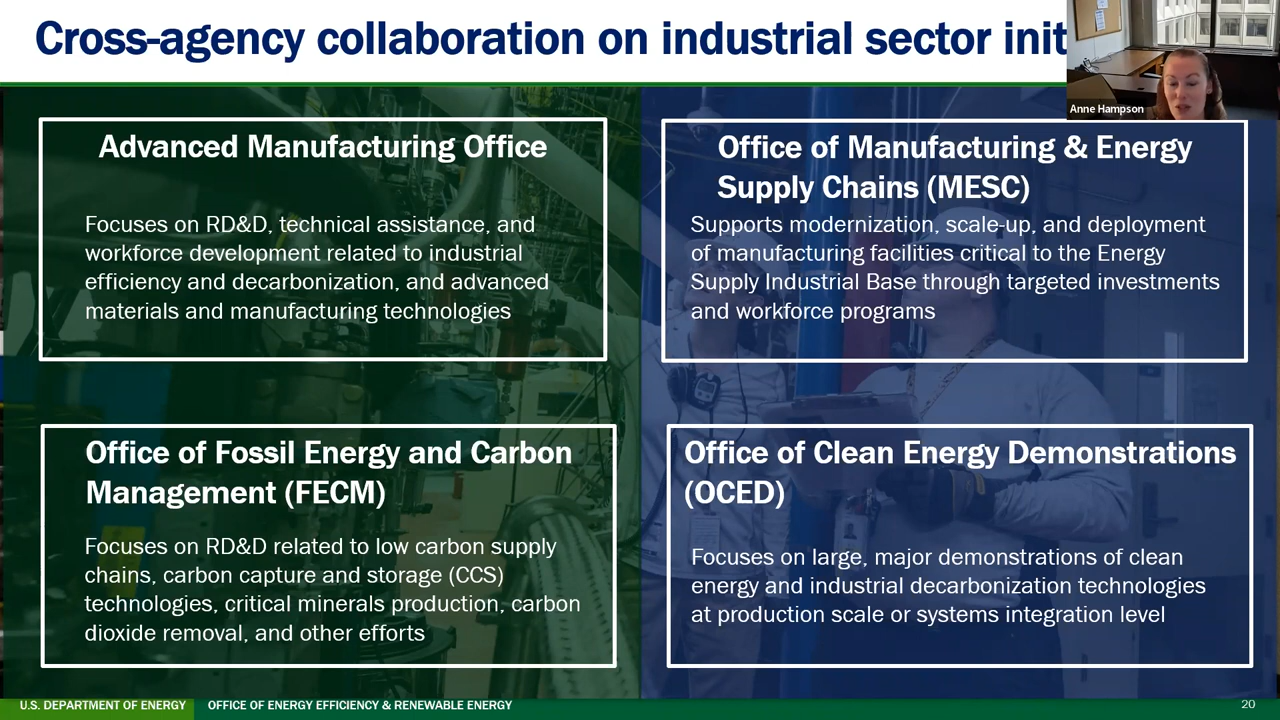 Cross-agency collaboration on industrial sector init
Anne Hampson
Advanced Manufacturing Office
Focuses on RD&D, technical assistance, and
workforce development related to industrial
efficiency and decarbonization, and advanced
materials and manufacturing technologies
Office of Manufacturing & Energy
Supply Chains (MESC)
Supports modernization, scale-up, and deployment
of manufacturing facilities critical to the Energy
Supply Industrial Base through targeted investments
and workforce programs
Office of Fossil Energy and Carbon
Management (FECM)
Focuses on RD&D related to low carbon supply
chains, carbon capture and storage (CCS)
technologies, critical minerals production, carbon
dioxide removal, and other efforts
Office of Clean Energy Demonstrations
(OCED)
Focuses on large, major demonstrations of clean
energy and industrial decarbonization technologies
at production scale or systems integration level
U.S. DEPARTMENT OF ENERGY OFFICE OF ENERGY EFFICIENCY & RENEWABLE ENERGY 20